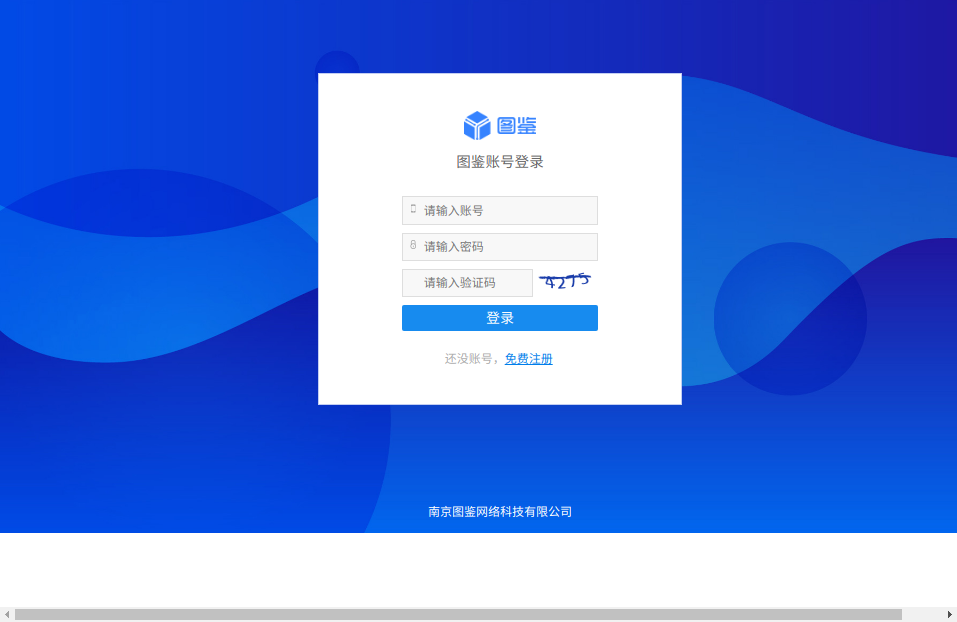 图鉴
图鉴账号登录
请输入账号
请输入密码
请输入验证码
4275
登录
还没账号，免费注册
南京图鉴网络科技有限公司